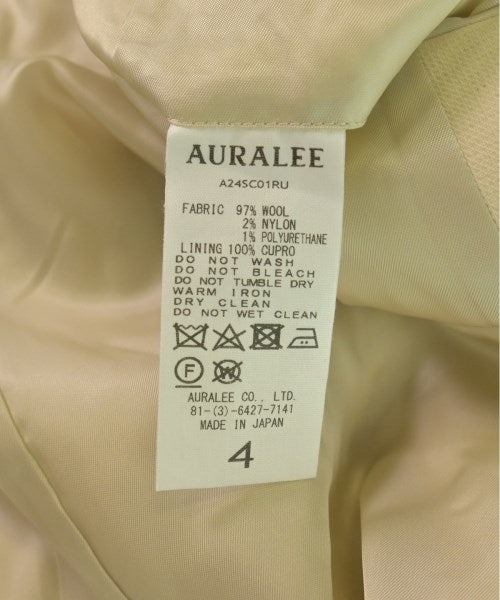 AURALEE
A24SC01RU
FABRIC 97% WOOL
2% NYLON
1% POLYURETHANE
LINING 100% CUPRO
DO NOT WASH
DO NOT BLEACH
DO NOT TUMBLE DRY
WARM IRON
DRY CLEAN
DO NOT WET CLEAN
F W
AURALEE CO., LTD.
81-(3)-6427-7141
MADE IN JAPAN
4